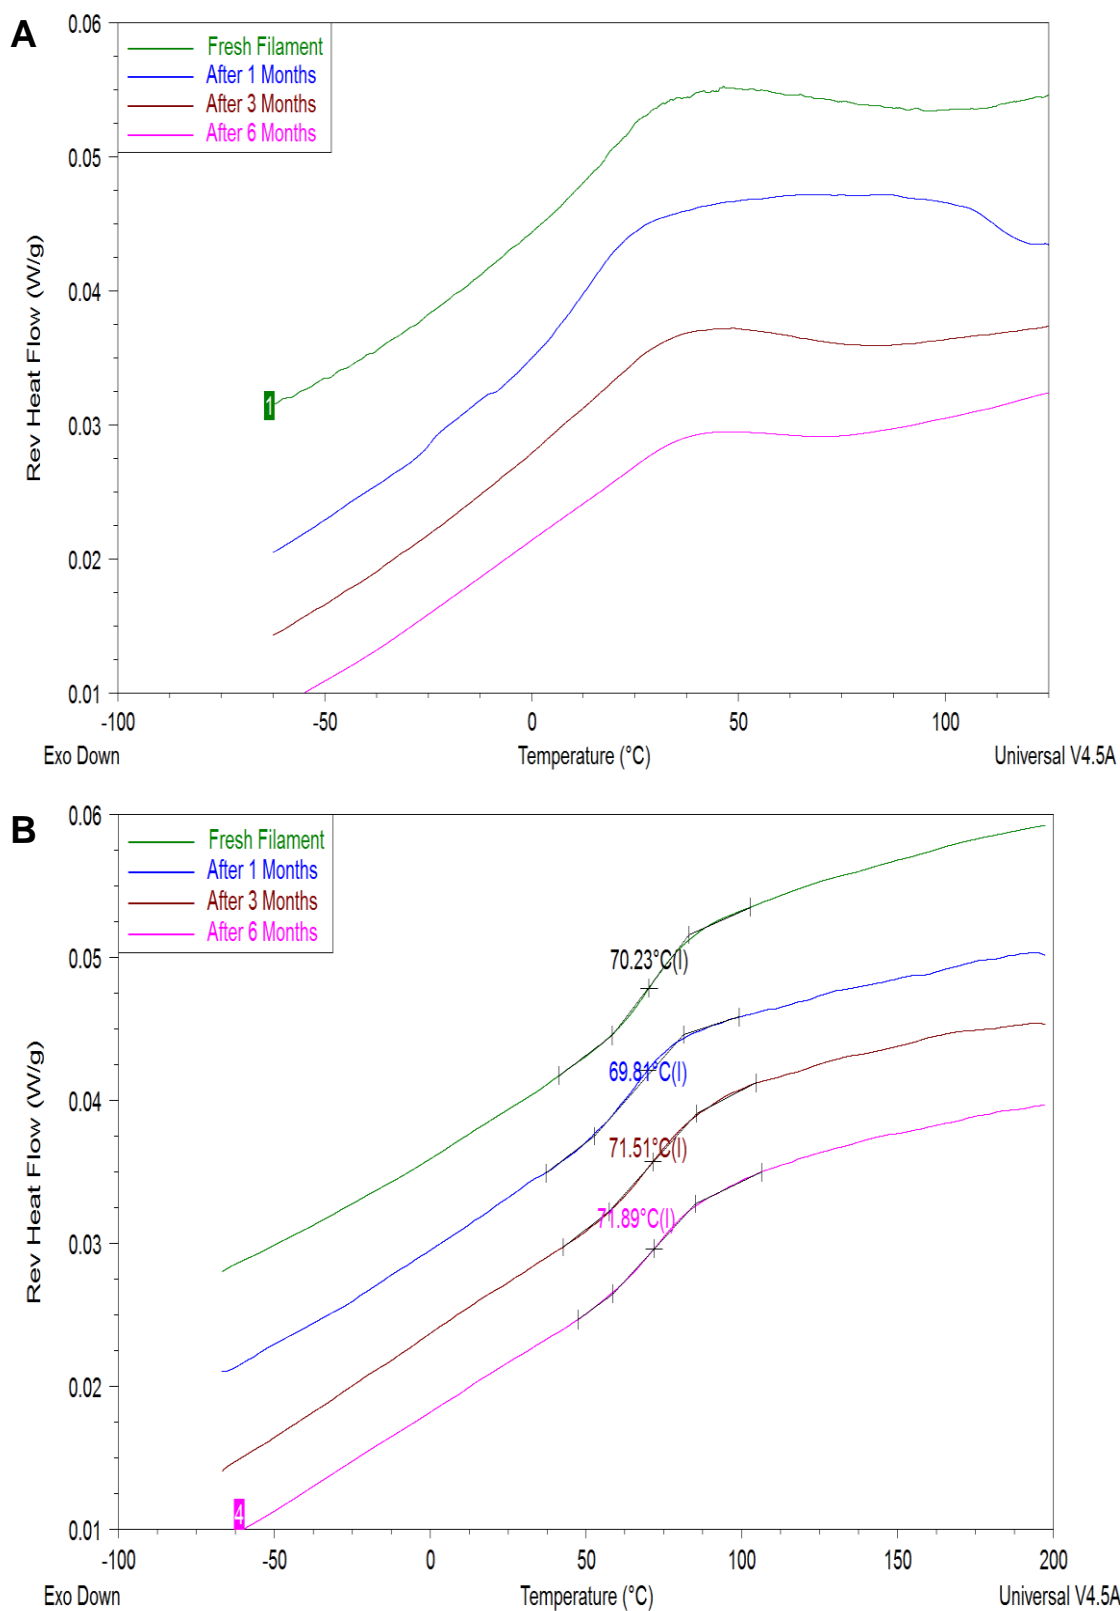 A
0.06
Fresh Filament
After 1 Months
After 3 Months
After 6 Months
0.05
0.04
0.03
0.02
0.01
Rev Heat Flow (W/g)
1
-100
-50
0
50
100
Exo Down
Temperature (°C)
Universal V4.5A
B
0.06
Fresh Filament
After 1 Months
After 3 Months
After 6 Months
0.05
0.04
0.03
0.02
0.01
Rev Heat Flow (W/g)
70.23°C(I)
69.81°C(I)
71.51°C(I)
71.89°C(I)
4
-100
-50
0
50
100
150
200
Exo Down
Temperature (°C)
Universal V4.5A